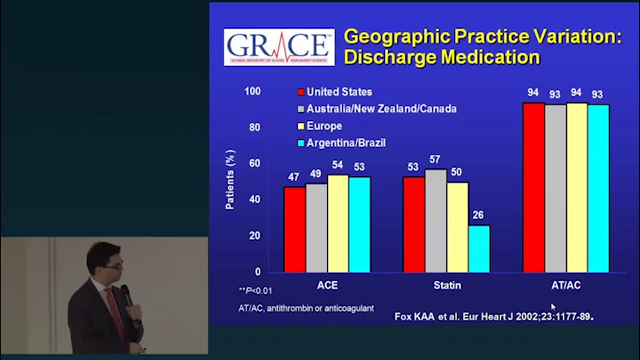 GRACE
GLOBAL REGISTRY OF ACUTE CORONARY EVENTS
Geographic Practice Variation:
Discharge Medication
100
80
60
40
20
0
Patients (%)
United States
Australia/New Zealand/Canada
Europe
Argentina/Brazil
47
49
54
53
53
57
50
26
94
93
94
93
ACE
Statin
AT/AC
**P<0.01
AT/AC, antithrombin or anticoagulant
Fox KAA et al. Eur Heart J 2002;23:1177-89.